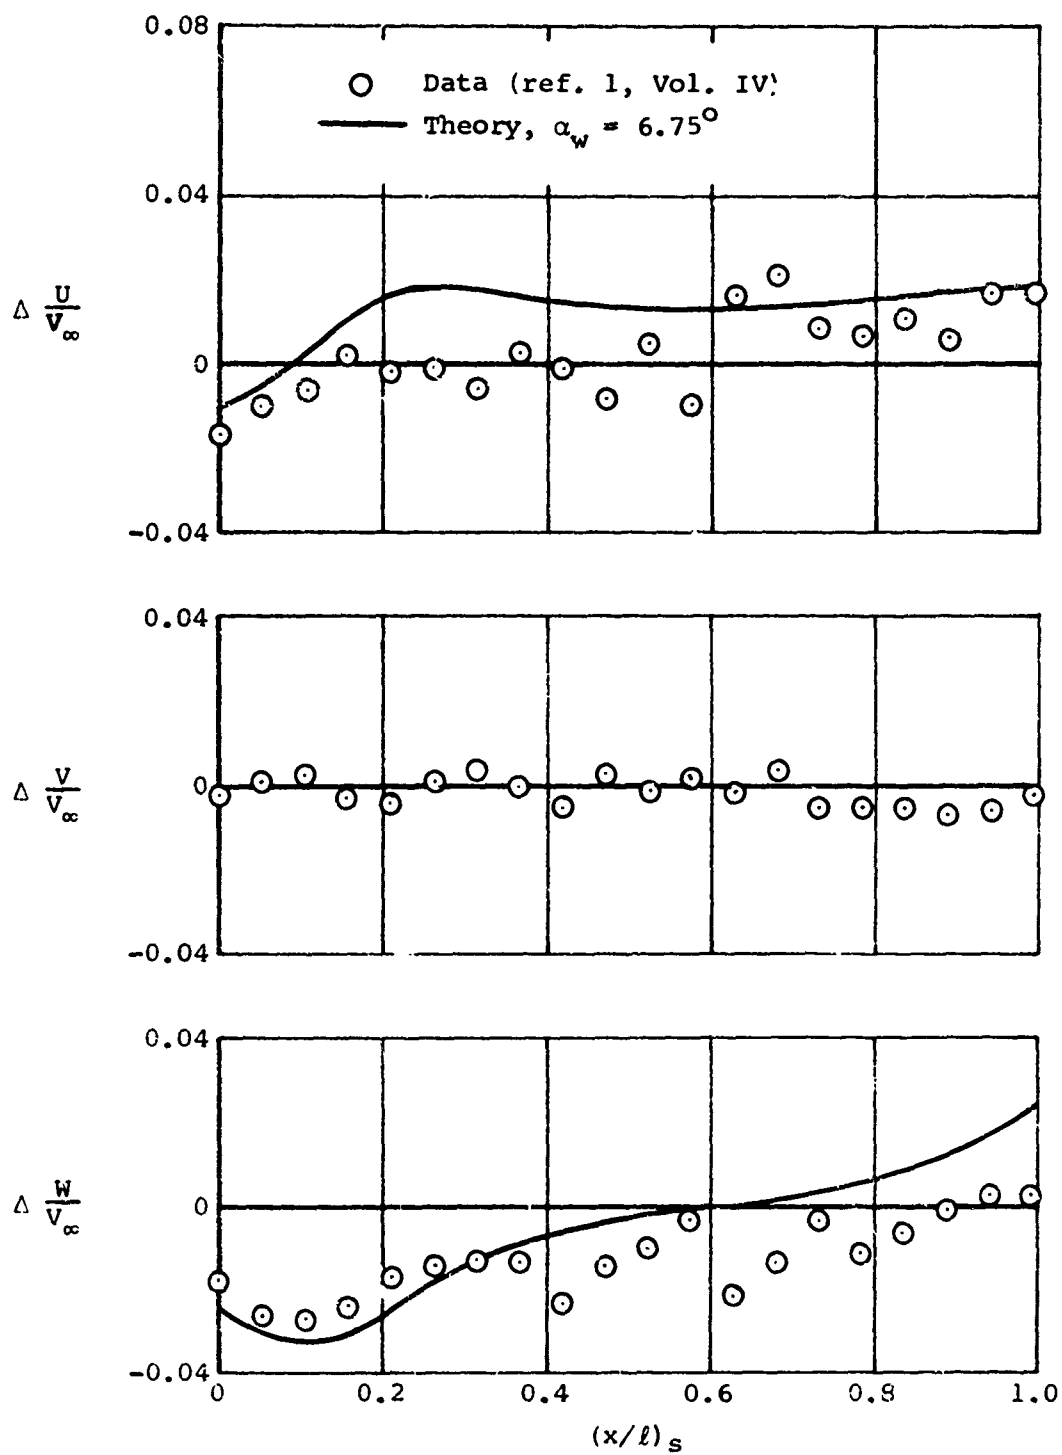 0.08
Data (ref. 1, Vol. IV)
Theory, α_w = 6.75°
0.04
Δ U/V∞
0
-0.04
0.04
Δ V/V∞
0
-0.04
0.04
Δ W/V∞
0
-0.04
0 0.2 0.4 0.6 0.8 1.0
(x/ℓ)s